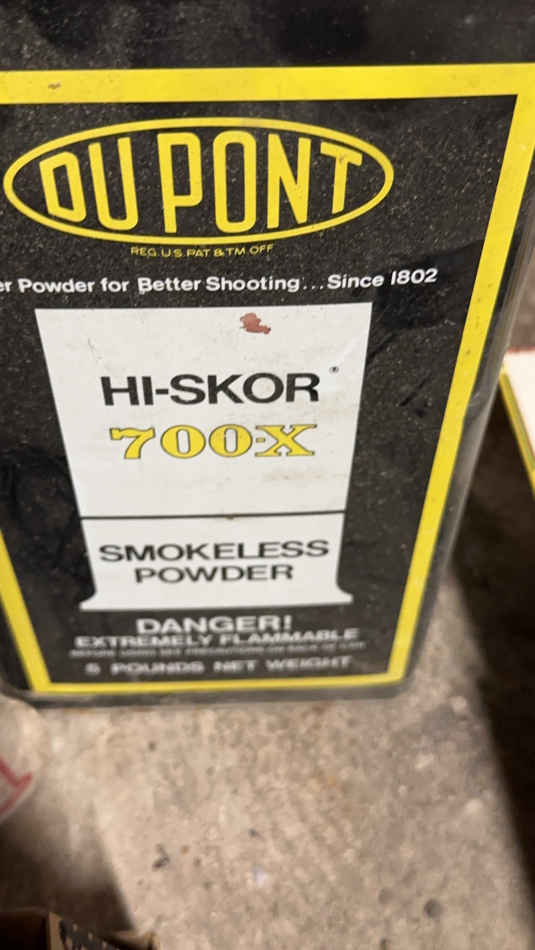 DU PONT
REG. U.S. PAT & TM. OFF
Powder for Better Shooting...Since 1802
HI-SKOR®
700-X
SMOKELESS
POWDER
DANGER!
EXTREMELY FLAMMABLE
5 POUNDS NET WEIGHT